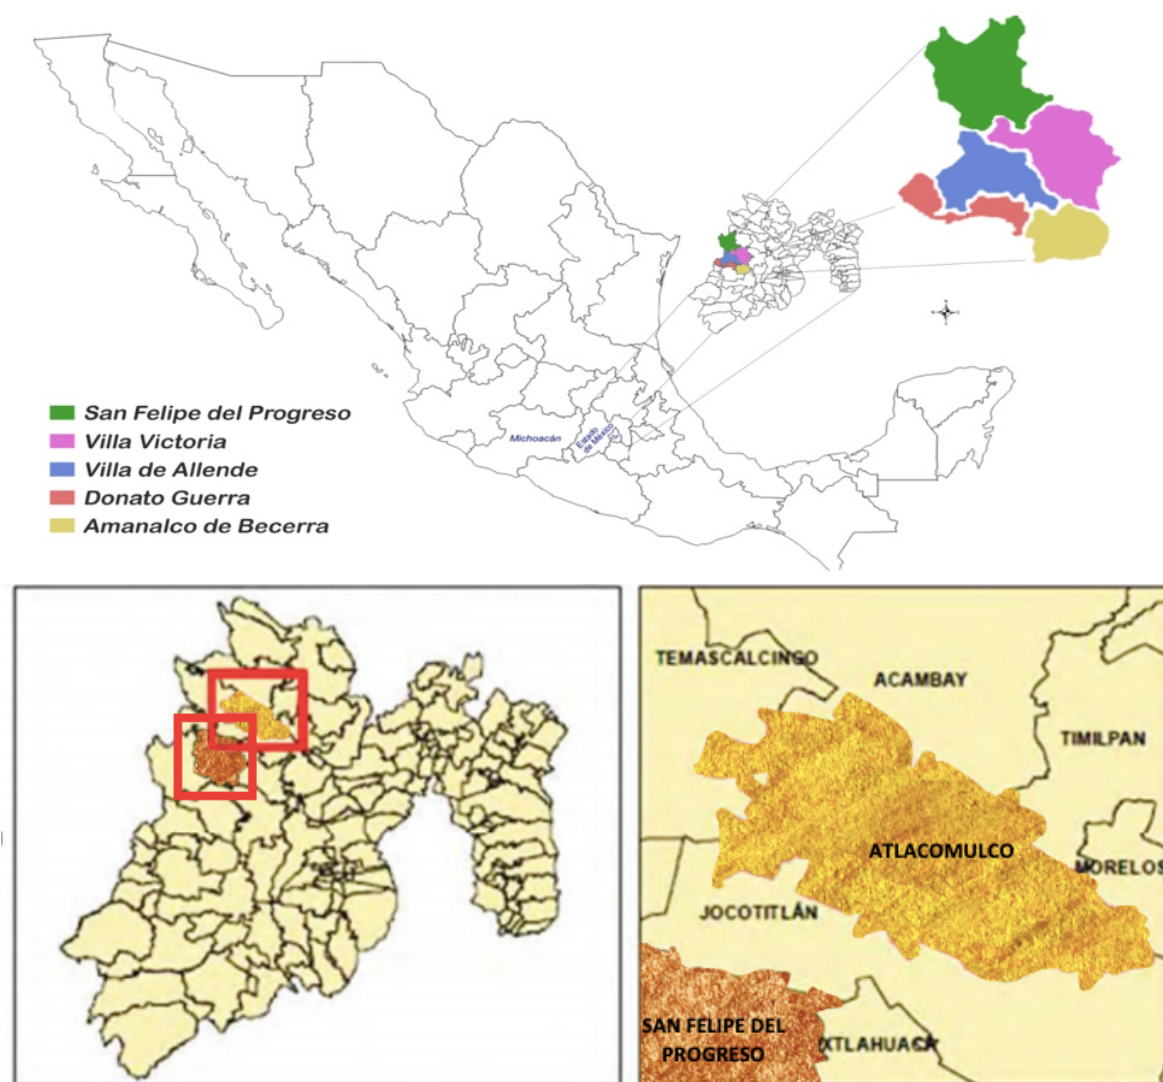 San Felipe del Progreso
Villa Victoria
Villa de Allende
Donato Guerra
Amanalco de Becerra
Michoacán
Estado
de México
TEMASCALCINGO
ACAMBAY
TIMILPAN
ATLACOMULCO
MORELOS
JOCOTITLÁN
SAN FELIPE DEL
PROGRESO
IXTLAHUACA